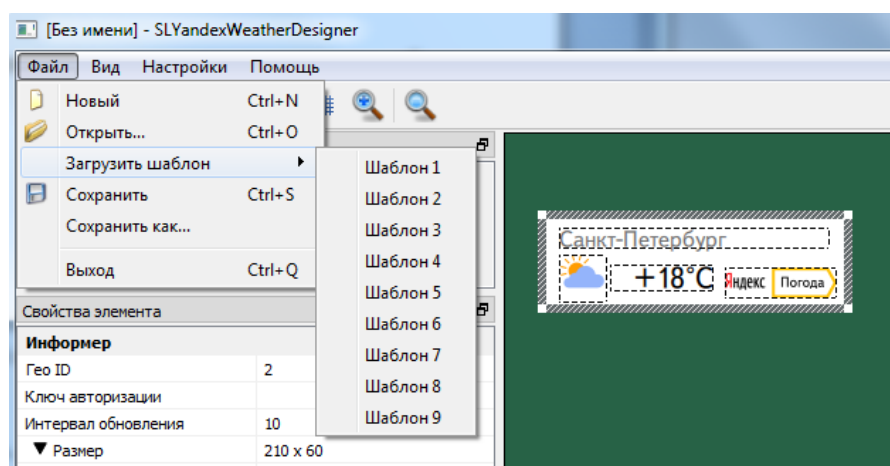 [Без имени] - SLYandexWeatherDesigner
Файл Вид Настройки Помощь
Новый Ctrl+N
Открыть... Ctrl+O
Загрузить шаблон
Сохранить Ctrl+S
Сохранить как...
Выход Ctrl+Q
Шаблон 1
Шаблон 2
Шаблон 3
Шаблон 4
Шаблон 5
Шаблон 6
Шаблон 7
Шаблон 8
Шаблон 9
Свойства элемента
Информер
Гео ID 2
Ключ авторизации
Интервал обновления 10
Размер 210 x 60
Санкт-Петербург
+18°C Яндекс Погода